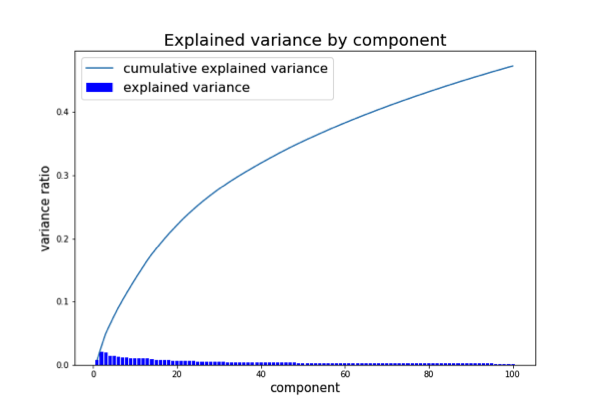 Explained variance by component
cumulative explained variance
explained variance
variance ratio
0.4
0.3
0.2
0.1
0.0
0 20 40 60 80 100
component